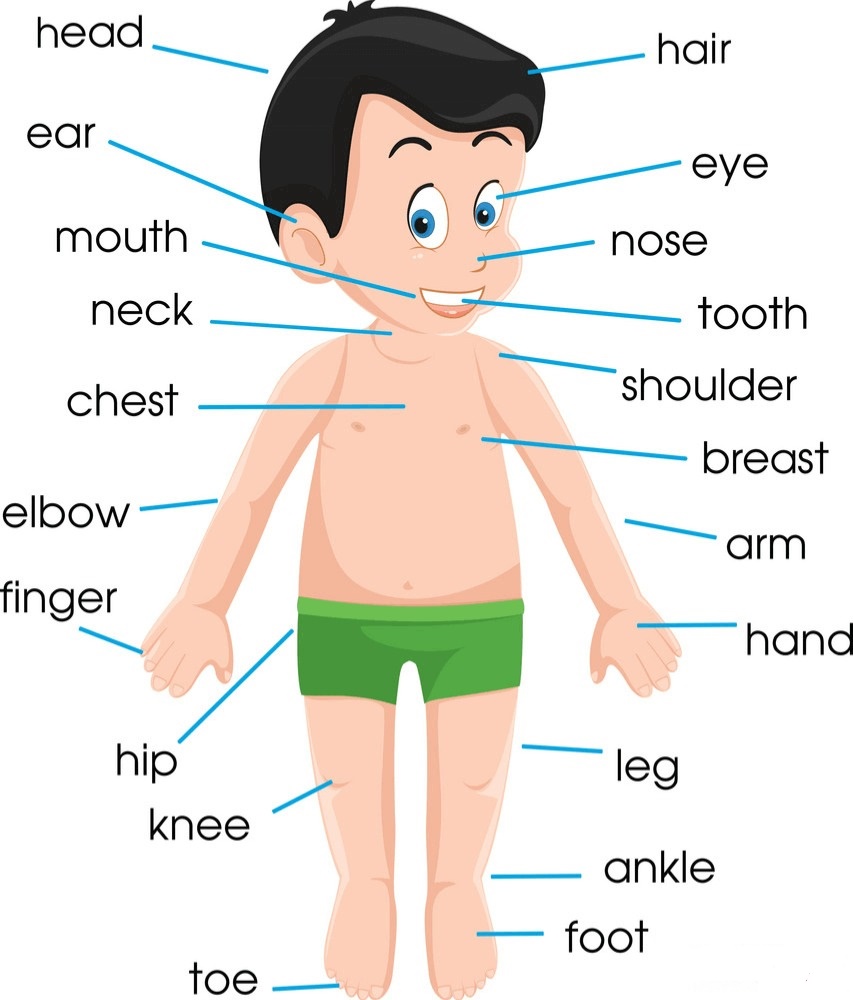 head
hair
ear
eye
mouth
nose
neck
tooth
chest
shoulder
breast
elbow
arm
finger
hand
hip
leg
knee
ankle
foot
toe